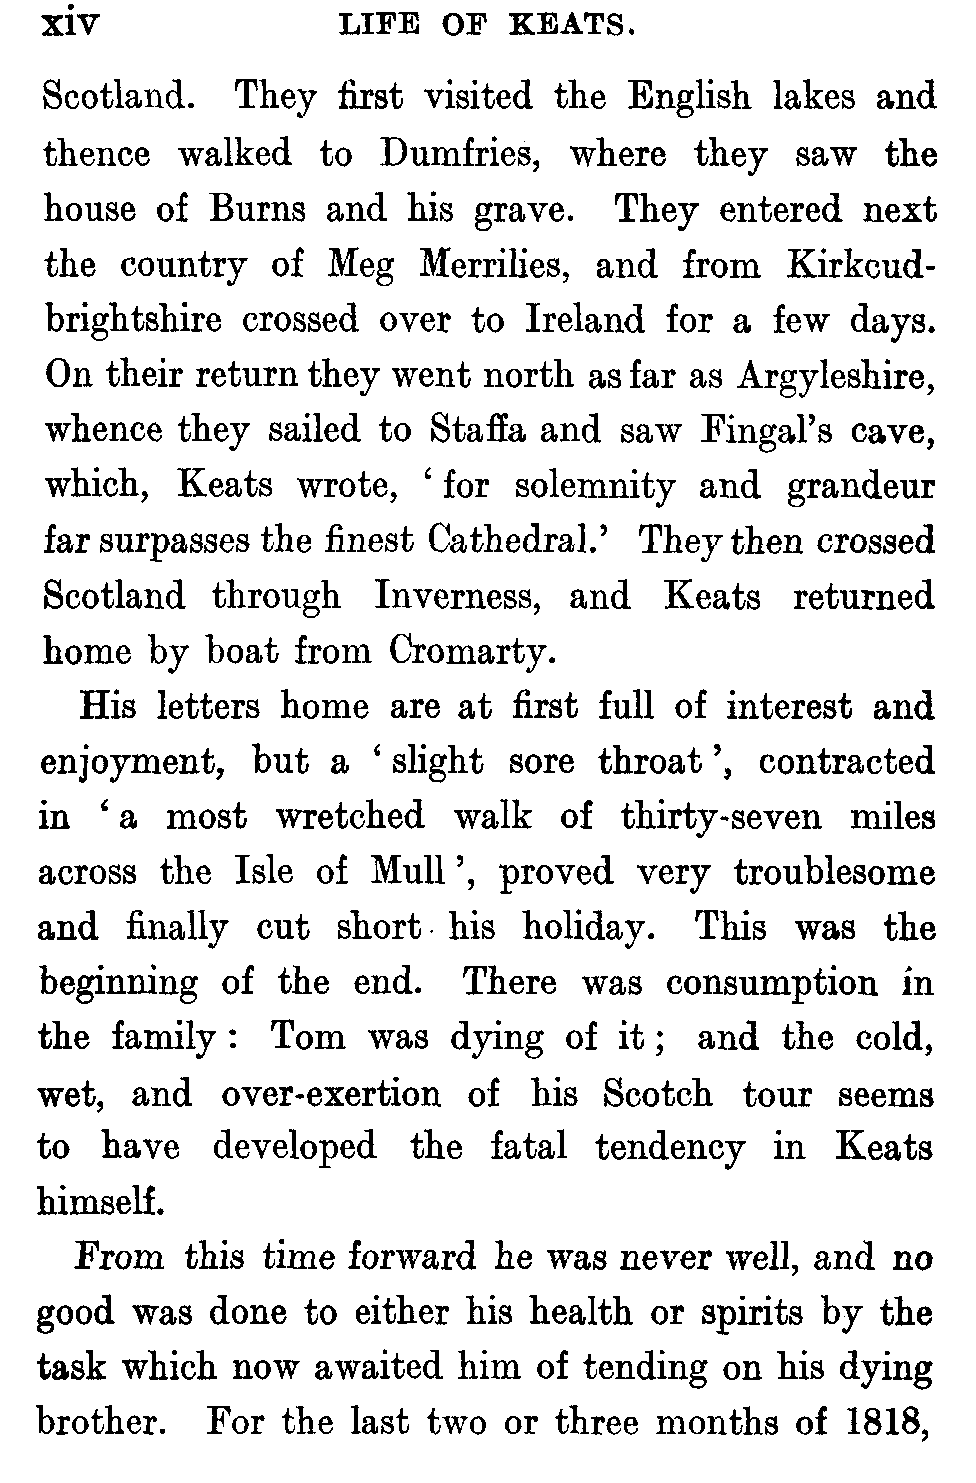 xiv LIFE OF KEATS.
Scotland. They first visited the English lakes and
thence walked to Dumfries, where they saw the
house of Burns and his grave. They entered next
the country of Meg Merrilies, and from Kirkcud-
brightshire crossed over to Ireland for a few days.
On their return they went north as far as Argyleshire,
whence they sailed to Staffa and saw Fingal's cave,
which, Keats wrote, ‘for solemnity and grandeur
far surpasses the finest Cathedral.’ They then crossed
Scotland through Inverness, and Keats returned
home by boat from Cromarty.
His letters home are at first full of interest and
enjoyment, but a ‘slight sore throat’, contracted
in ‘a most wretched walk of thirty-seven miles
across the Isle of Mull’, proved very troublesome
and finally cut short his holiday. This was the
beginning of the end. There was consumption in
the family: Tom was dying of it; and the cold,
wet, and over-exertion of his Scotch tour seems
to have developed the fatal tendency in Keats
himself.
From this time forward he was never well, and no
good was done to either his health or spirits by the
task which now awaited him of tending on his dying
brother. For the last two or three months of 1818,